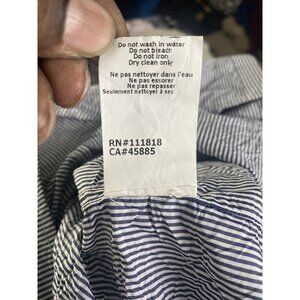 Do not wash in water
Do not bleach
Do not iron
Dry clean only
Ne pas nettoyer dans l'eau
Ne pas essorer
Ne pas repasser
Seulement nettoyer à sec
RN#111818
CA#45885